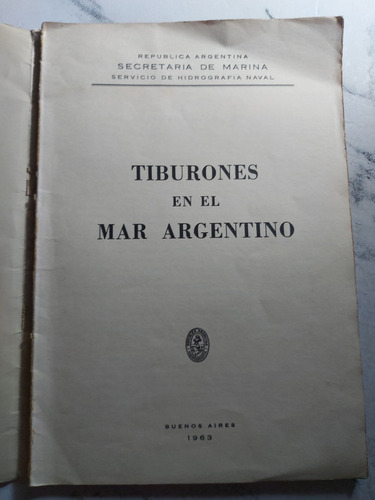 REPUBLICA ARGENTINA
SECRETARIA DE MARINA
SERVICIO DE HIDROGRAFIA NAVAL
TIBURONES
EN EL
MAR ARGENTINO
BUENOS AIRES
1963